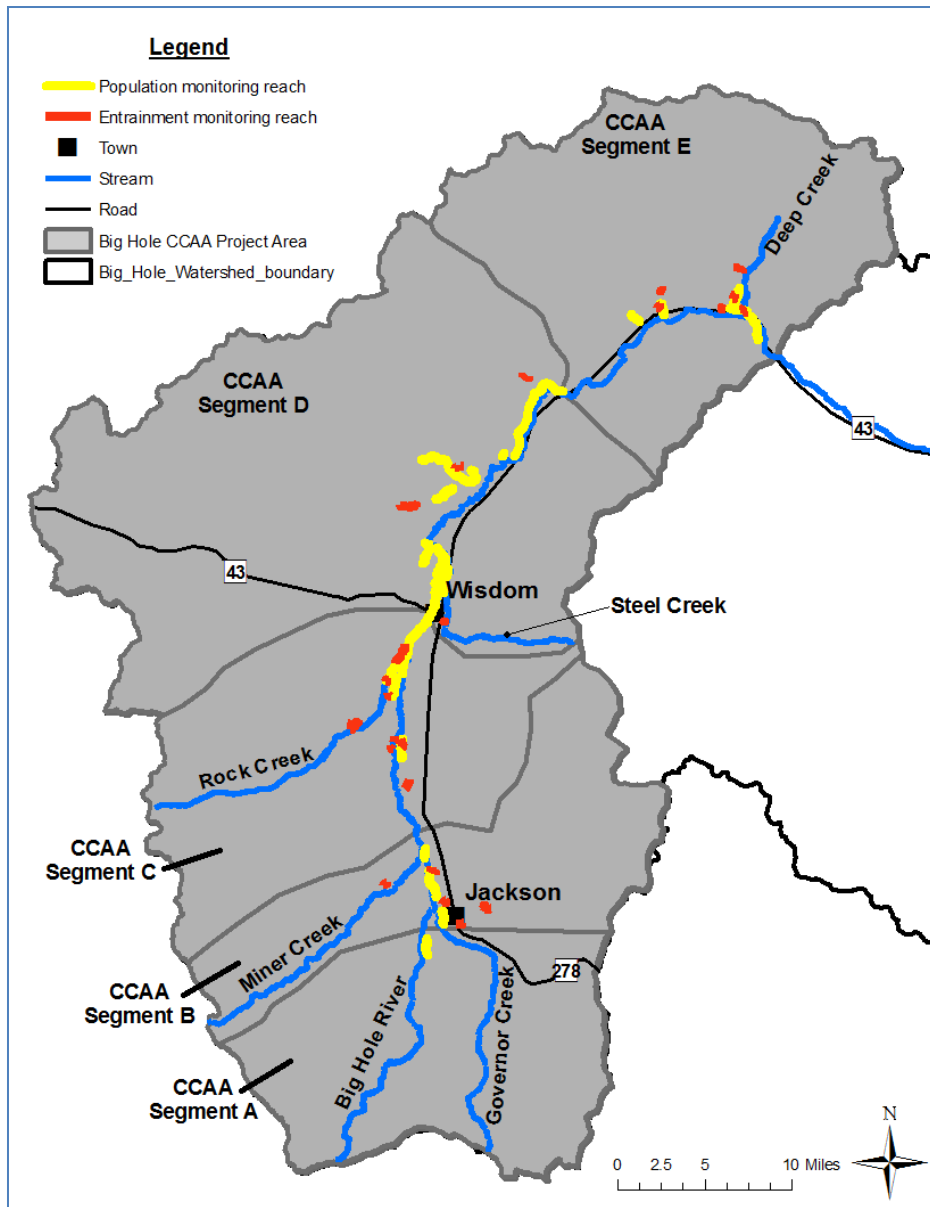 Legend
Population monitoring reach
Entrainment monitoring reach
Town
Stream
Road
Big Hole CCAA Project Area
Big_Hole_Watershed_boundary
CCAA
Segment E
Deep Creek
CCAA
Segment D
43
43
Wisdom
Steel Creek
Rock Creek
CCAA
Segment C
Jackson
Miner Creek
278
CCAA
Segment B
Big Hole River
Governor Creek
CCAA
Segment A
N
0 2.5 5 10 Miles